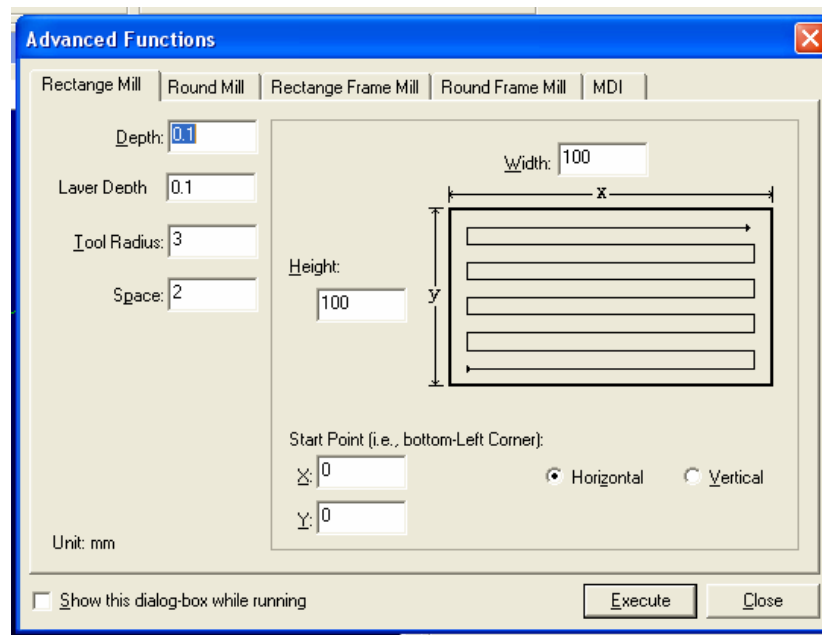 Advanced Functions
Rectange Mill Round Mill Rectange Frame Mill Round Frame Mill MDI
Depth: 0.1
Layer Depth 0.1
Tool Radius: 3
Space: 2
Width: 100
X
Height:
100
y
Start Point (i.e., bottom-Left Corner):
X: 0
Horizontal Vertical
Y: 0
Unit: mm
Show this dialog-box while running Execute Close